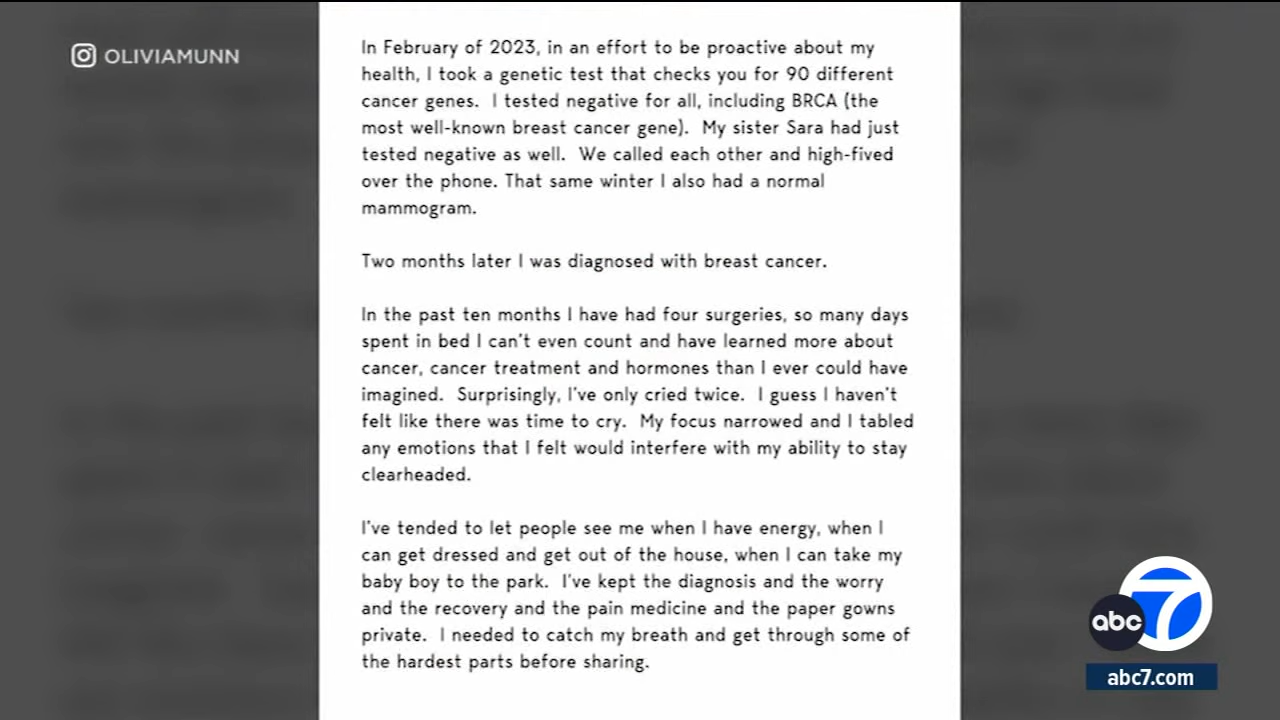 OLIVIAMUNN
In February of 2023, in an effort to be proactive about my
health, I took a genetic test that checks you for 90 different
cancer genes.  I tested negative for all, including BRCA (the
most well-known breast cancer gene).  My sister Sara had just
tested negative as well.  We called each other and high-fived
over the phone. That same winter I also had a normal
mammogram.
Two months later I was diagnosed with breast cancer.
In the past ten months I have had four surgeries, so many days
spent in bed I can't even count and have learned more about
cancer, cancer treatment and hormones than I ever could have
imagined.  Surprisingly, I've only cried twice.  I guess I haven't
felt like there was time to cry.  My focus narrowed and I tabled
any emotions that I felt would interfere with my ability to stay
clearheaded.
I've tended to let people see me when I have energy, when I
can get dressed and get out of the house, when I can take my
baby boy to the park.  I've kept the diagnosis and the worry
and the recovery and the pain medicine and the paper gowns
private.  I needed to catch my breath and get through some of
the hardest parts before sharing.
abc 7
abc7.com